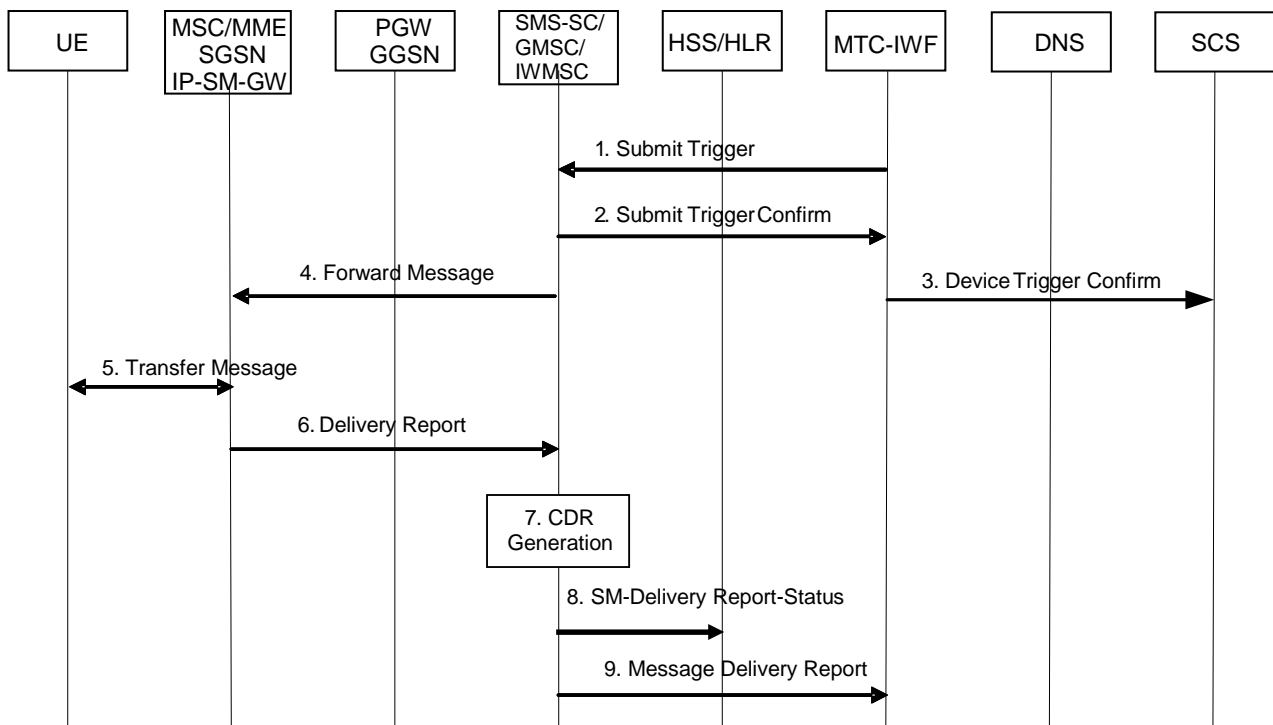 UE
MSC/MME
SGSN
IP-SM-GW
PGW
GGSN
SMS-SC/
GMSC/
IWMSC
HSS/HLR
MTC-IWF
DNS
SCS
1. Submit Trigger
2. Submit Trigger Confirm
4. Forward Message
3. Device Trigger Confirm
5. Transfer Message
6. Delivery Report
7. CDR
Generation
8. SM-Delivery Report-Status
9. Message Delivery Report